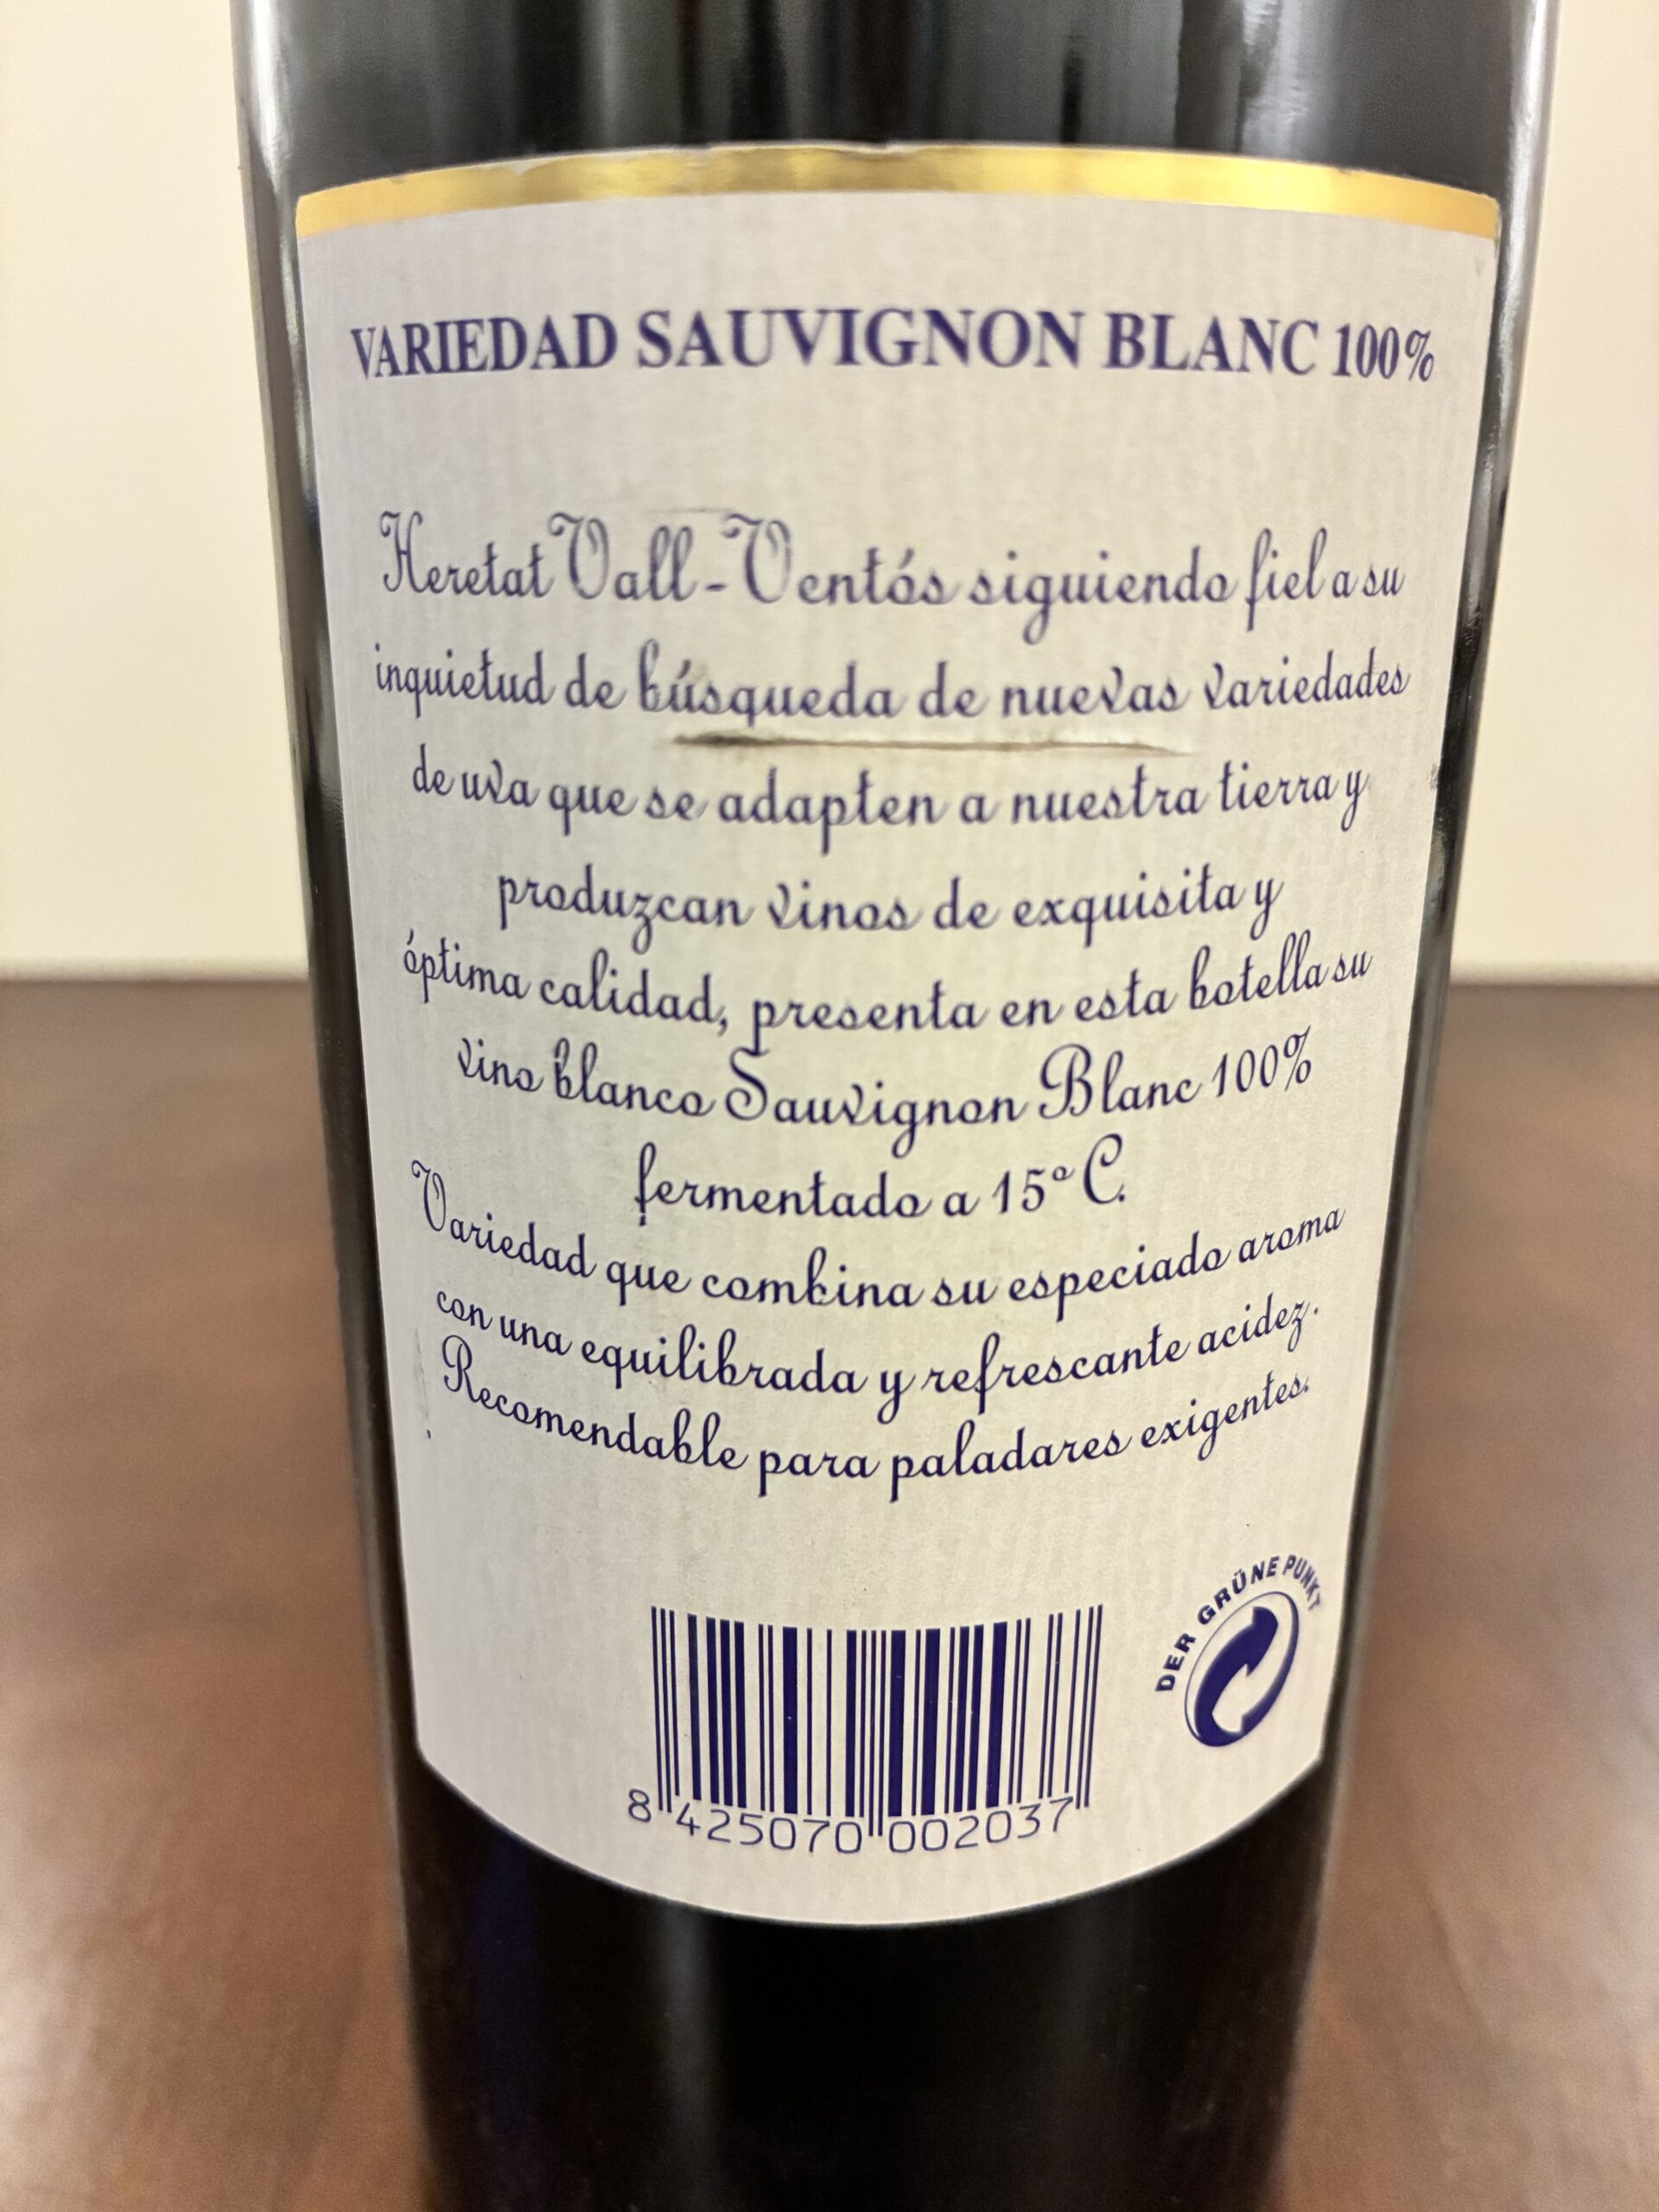 VARIEDAD SAUVIGNON BLANC 100%
Heretat Vall-Ventós siguiendo fiel a su
inquietud de búsqueda de nuevas variedades
de uva que se adapten a nuestra tierra y
produzcan vinos de exquisita y
óptima calidad, presenta en esta botella su
vino blanco Sauvignon Blanc 100%
fermentado a 15º C.
Variedad que combina su especiado aroma
con una equilibrada y refrescante acidez.
Recomendable para paladares exigentes.
DER GRÜNE PUNKT
8 425070 002037